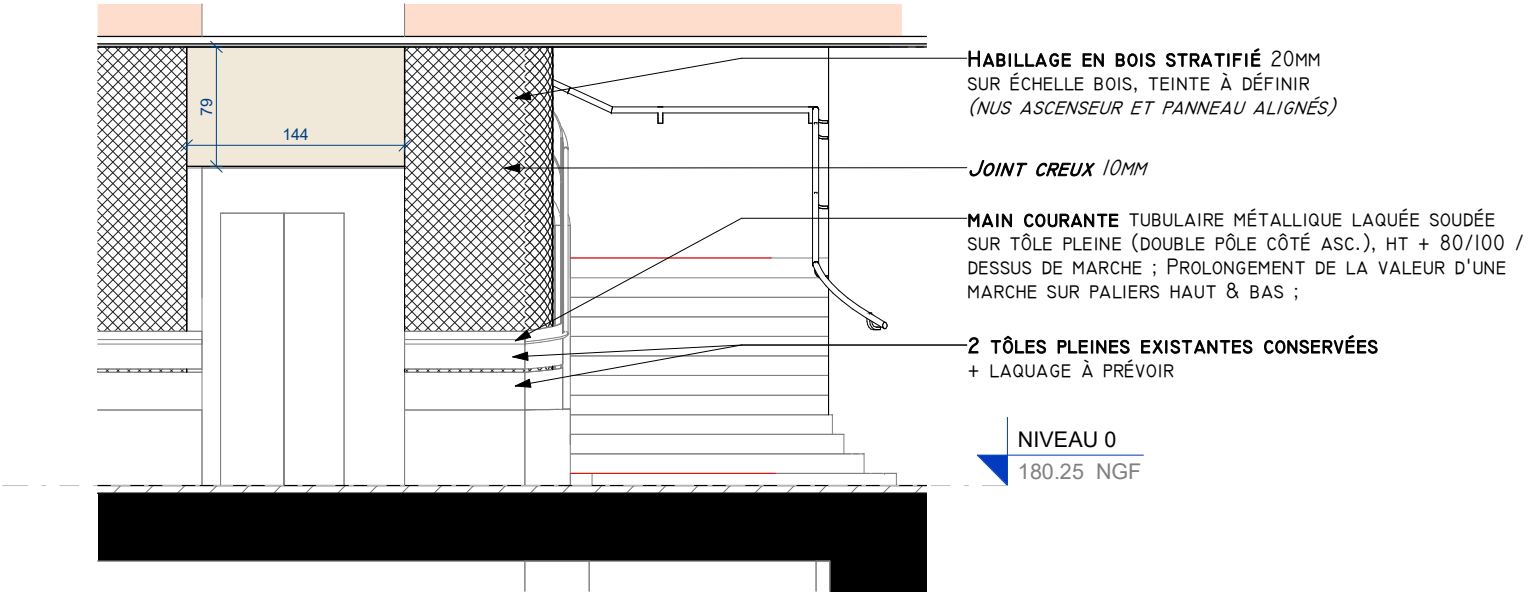 HABILLAGE EN BOIS STRATIFIÉ 20MM
SUR ÉCHELLE BOIS, TEINTE À DÉFINIR
(NUS ASCENSEUR ET PANNEAU ALIGNÉS)
79
144
JOINT CREUX 10MM
MAIN COURANTE TUBULAIRE MÉTALLIQUE LAQUÉE SOUDÉE
SUR TÔLE PLEINE (DOUBLE PÔLE CÔTÉ ASC.), HT + 80/100 /
DESSUS DE MARCHE ; PROLONGEMENT DE LA VALEUR D'UNE
MARCHE SUR PALIERS HAUT & BAS ;
2 TÔLES PLEINES EXISTANTES CONSERVÉES
+ LAQUAGE À PRÉVOIR
NIVEAU 0
180.25 NGF